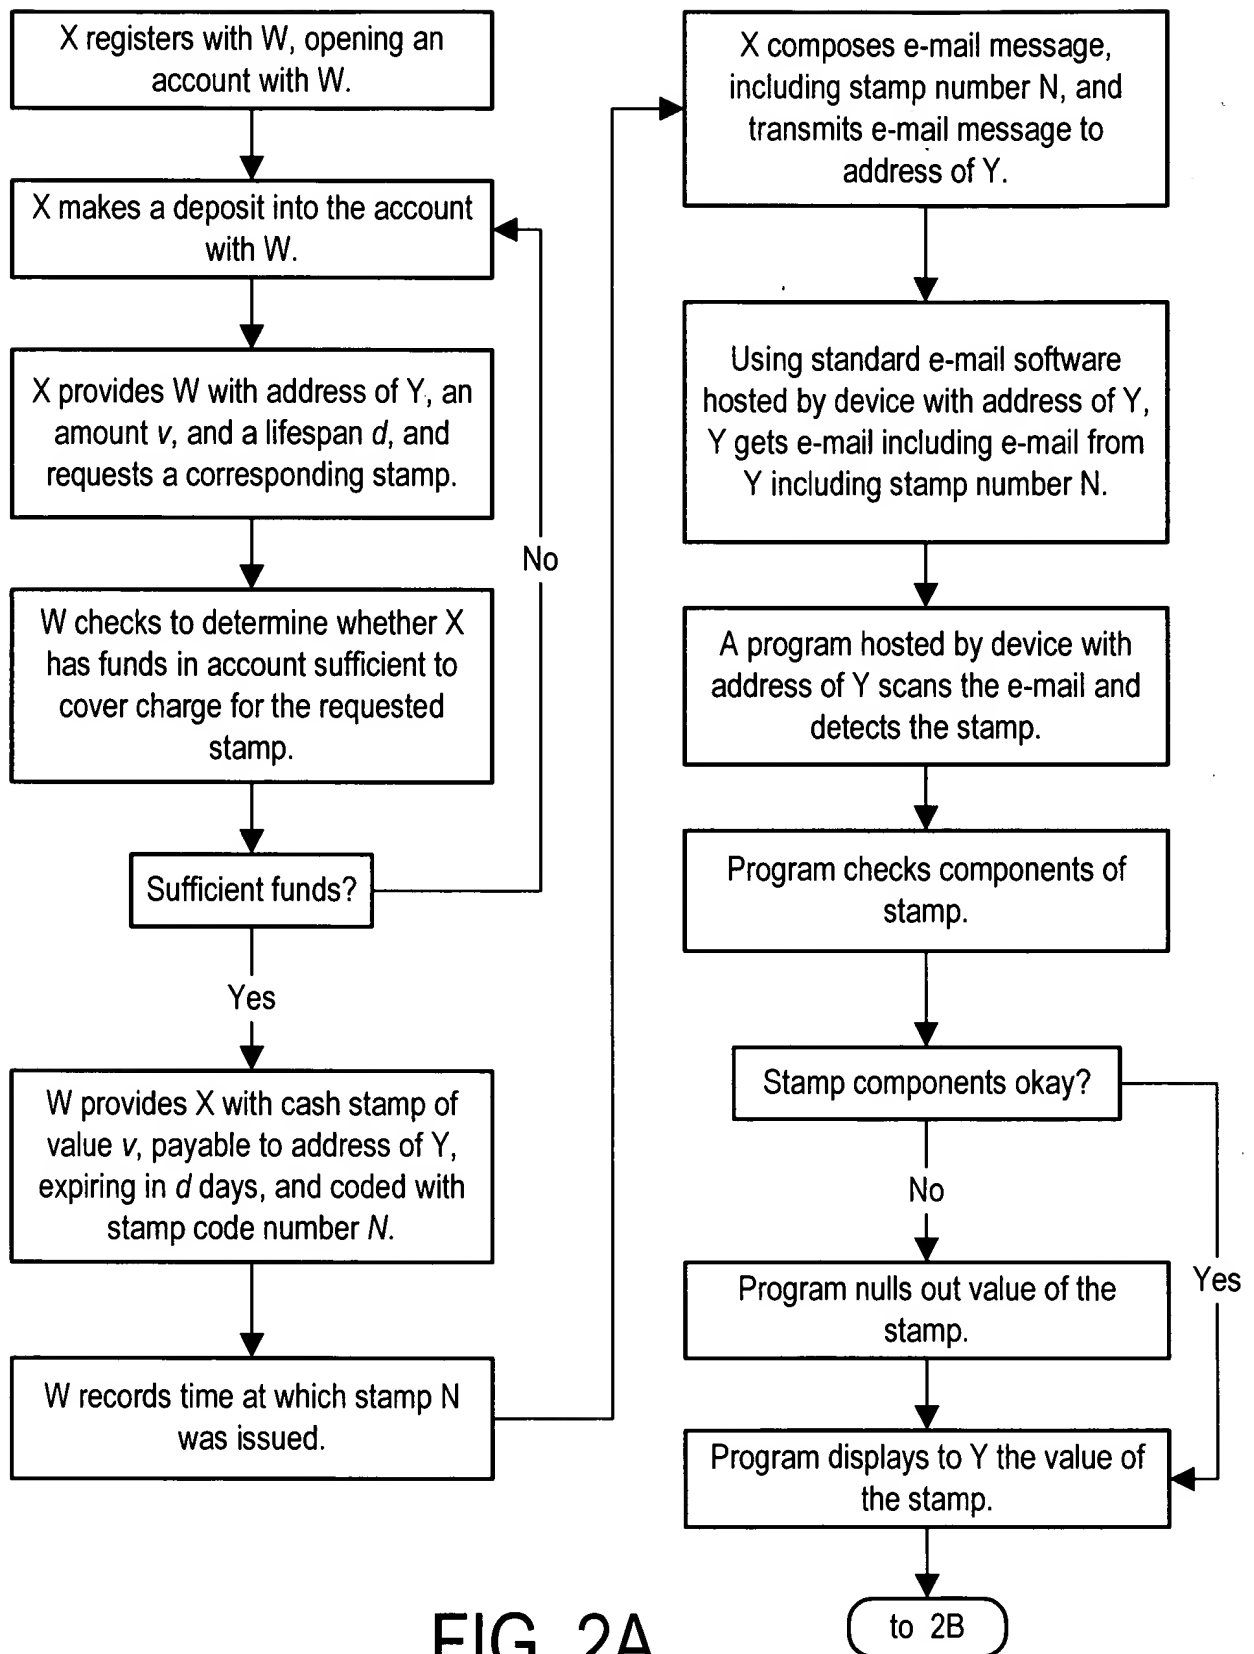 X registers with W, opening an
account with W.
X makes a deposit into the account
with W.
X provides W with address of Y, an
amount v, and a lifespan d, and
requests a corresponding stamp.
No
W checks to determine whether X
has funds in account sufficient to
cover charge for the requested
stamp.
Sufficient funds?
Yes
W provides X with cash stamp of
value v, payable to address of Y,
expiring in d days, and coded with
stamp code number N.
W records time at which stamp N
was issued.
X composes e-mail message,
including stamp number N, and
transmits e-mail message to
address of Y.
Using standard e-mail software
hosted by device with address of Y,
Y gets e-mail including e-mail from
Y including stamp number N.
A program hosted by device with
address of Y scans the e-mail and
detects the stamp.
Program checks components of
stamp.
Stamp components okay?
No
Yes
Program nulls out value of the
stamp.
Program displays to Y the value of
the stamp.
to 2B
FIG. 2A